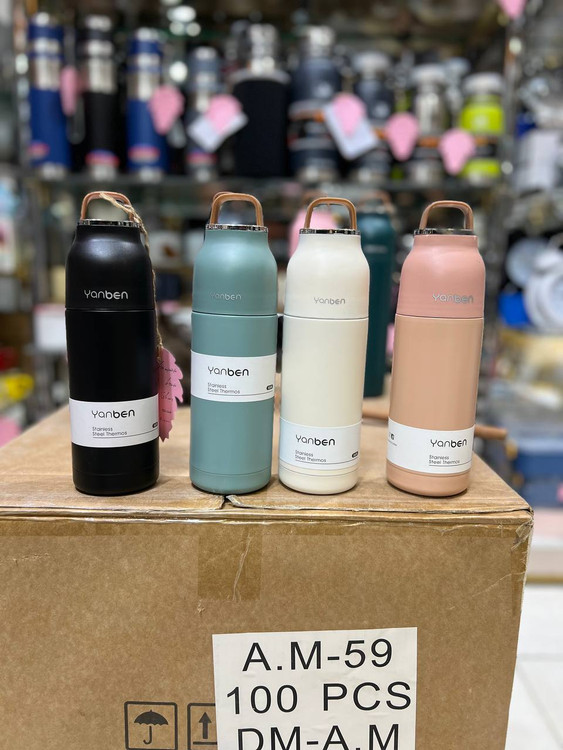 yanben
yanben
yanben
yanben
yanben
Stainless
Steel Thermos
yanben
Stainless
Steel Thermos
yanben
Stainless
Steel Thermos
yanben
Stainless
Steel Thermos
A.M-59
100 PCS
DM-A.M